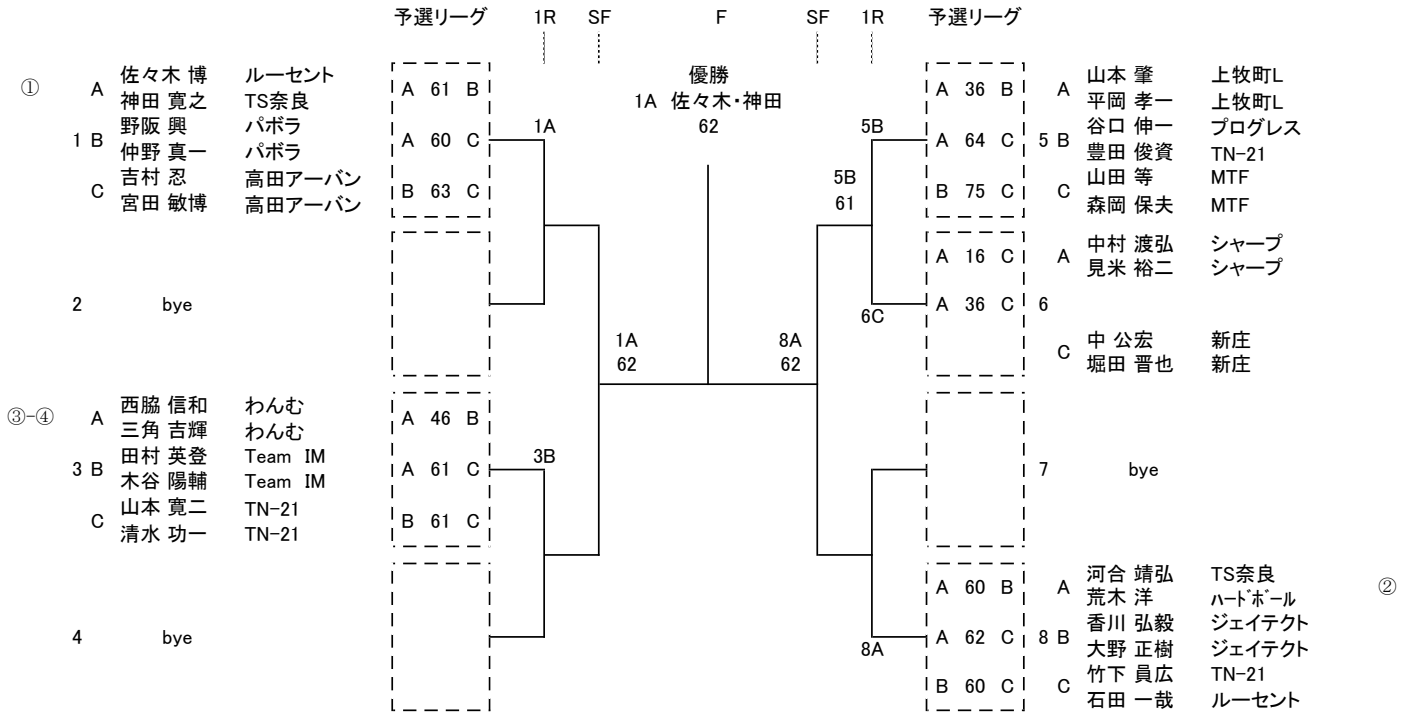 予選リーグ 1R SF F SF 1R 予選リーグ
① A 佐々木 博 ルーセント
神田 寛之 TS奈良
1 B 野阪 興 パボラ
仲野 真一 パボラ
C 吉村 忍 高田アーバン
宮田 敏博 高田アーバン
A 61 B
A 60 C
B 63 C
1A
2 bye
③-④ A 西脇 信和 わんむ
三角 吉輝 わんむ
3 B 田村 英登 Team IM
木谷 陽輔 Team IM
C 山本 寛二 TN-21
清水 功一 TN-21
A 46 B
A 61 C
B 61 C
3B
4 bye
1A
62
優勝
1A 佐々木・神田
62
8A
62
5B
61
5B
6C
8A
A 36 B
A 64 C
B 75 C
A 山本 肇 上牧町L
平岡 孝一 上牧町L
5 B 谷口 伸一 プログレス
豊田 俊資 TN-21
C 山田 等 MTF
森岡 保夫 MTF
A 16 C
A 36 C
A 中村 渡弘 シャープ
見米 裕二 シャープ
6
C 中 公宏 新庄
堀田 晋也 新庄
7 bye
A 60 B
A 62 C
B 60 C
A 河合 靖弘 TS奈良 ②
荒木 洋 ハードボール
8 B 香川 弘毅 ジェイテクト
大野 正樹 ジェイテクト
C 竹下 員広 TN-21
石田 一哉 ルーセント